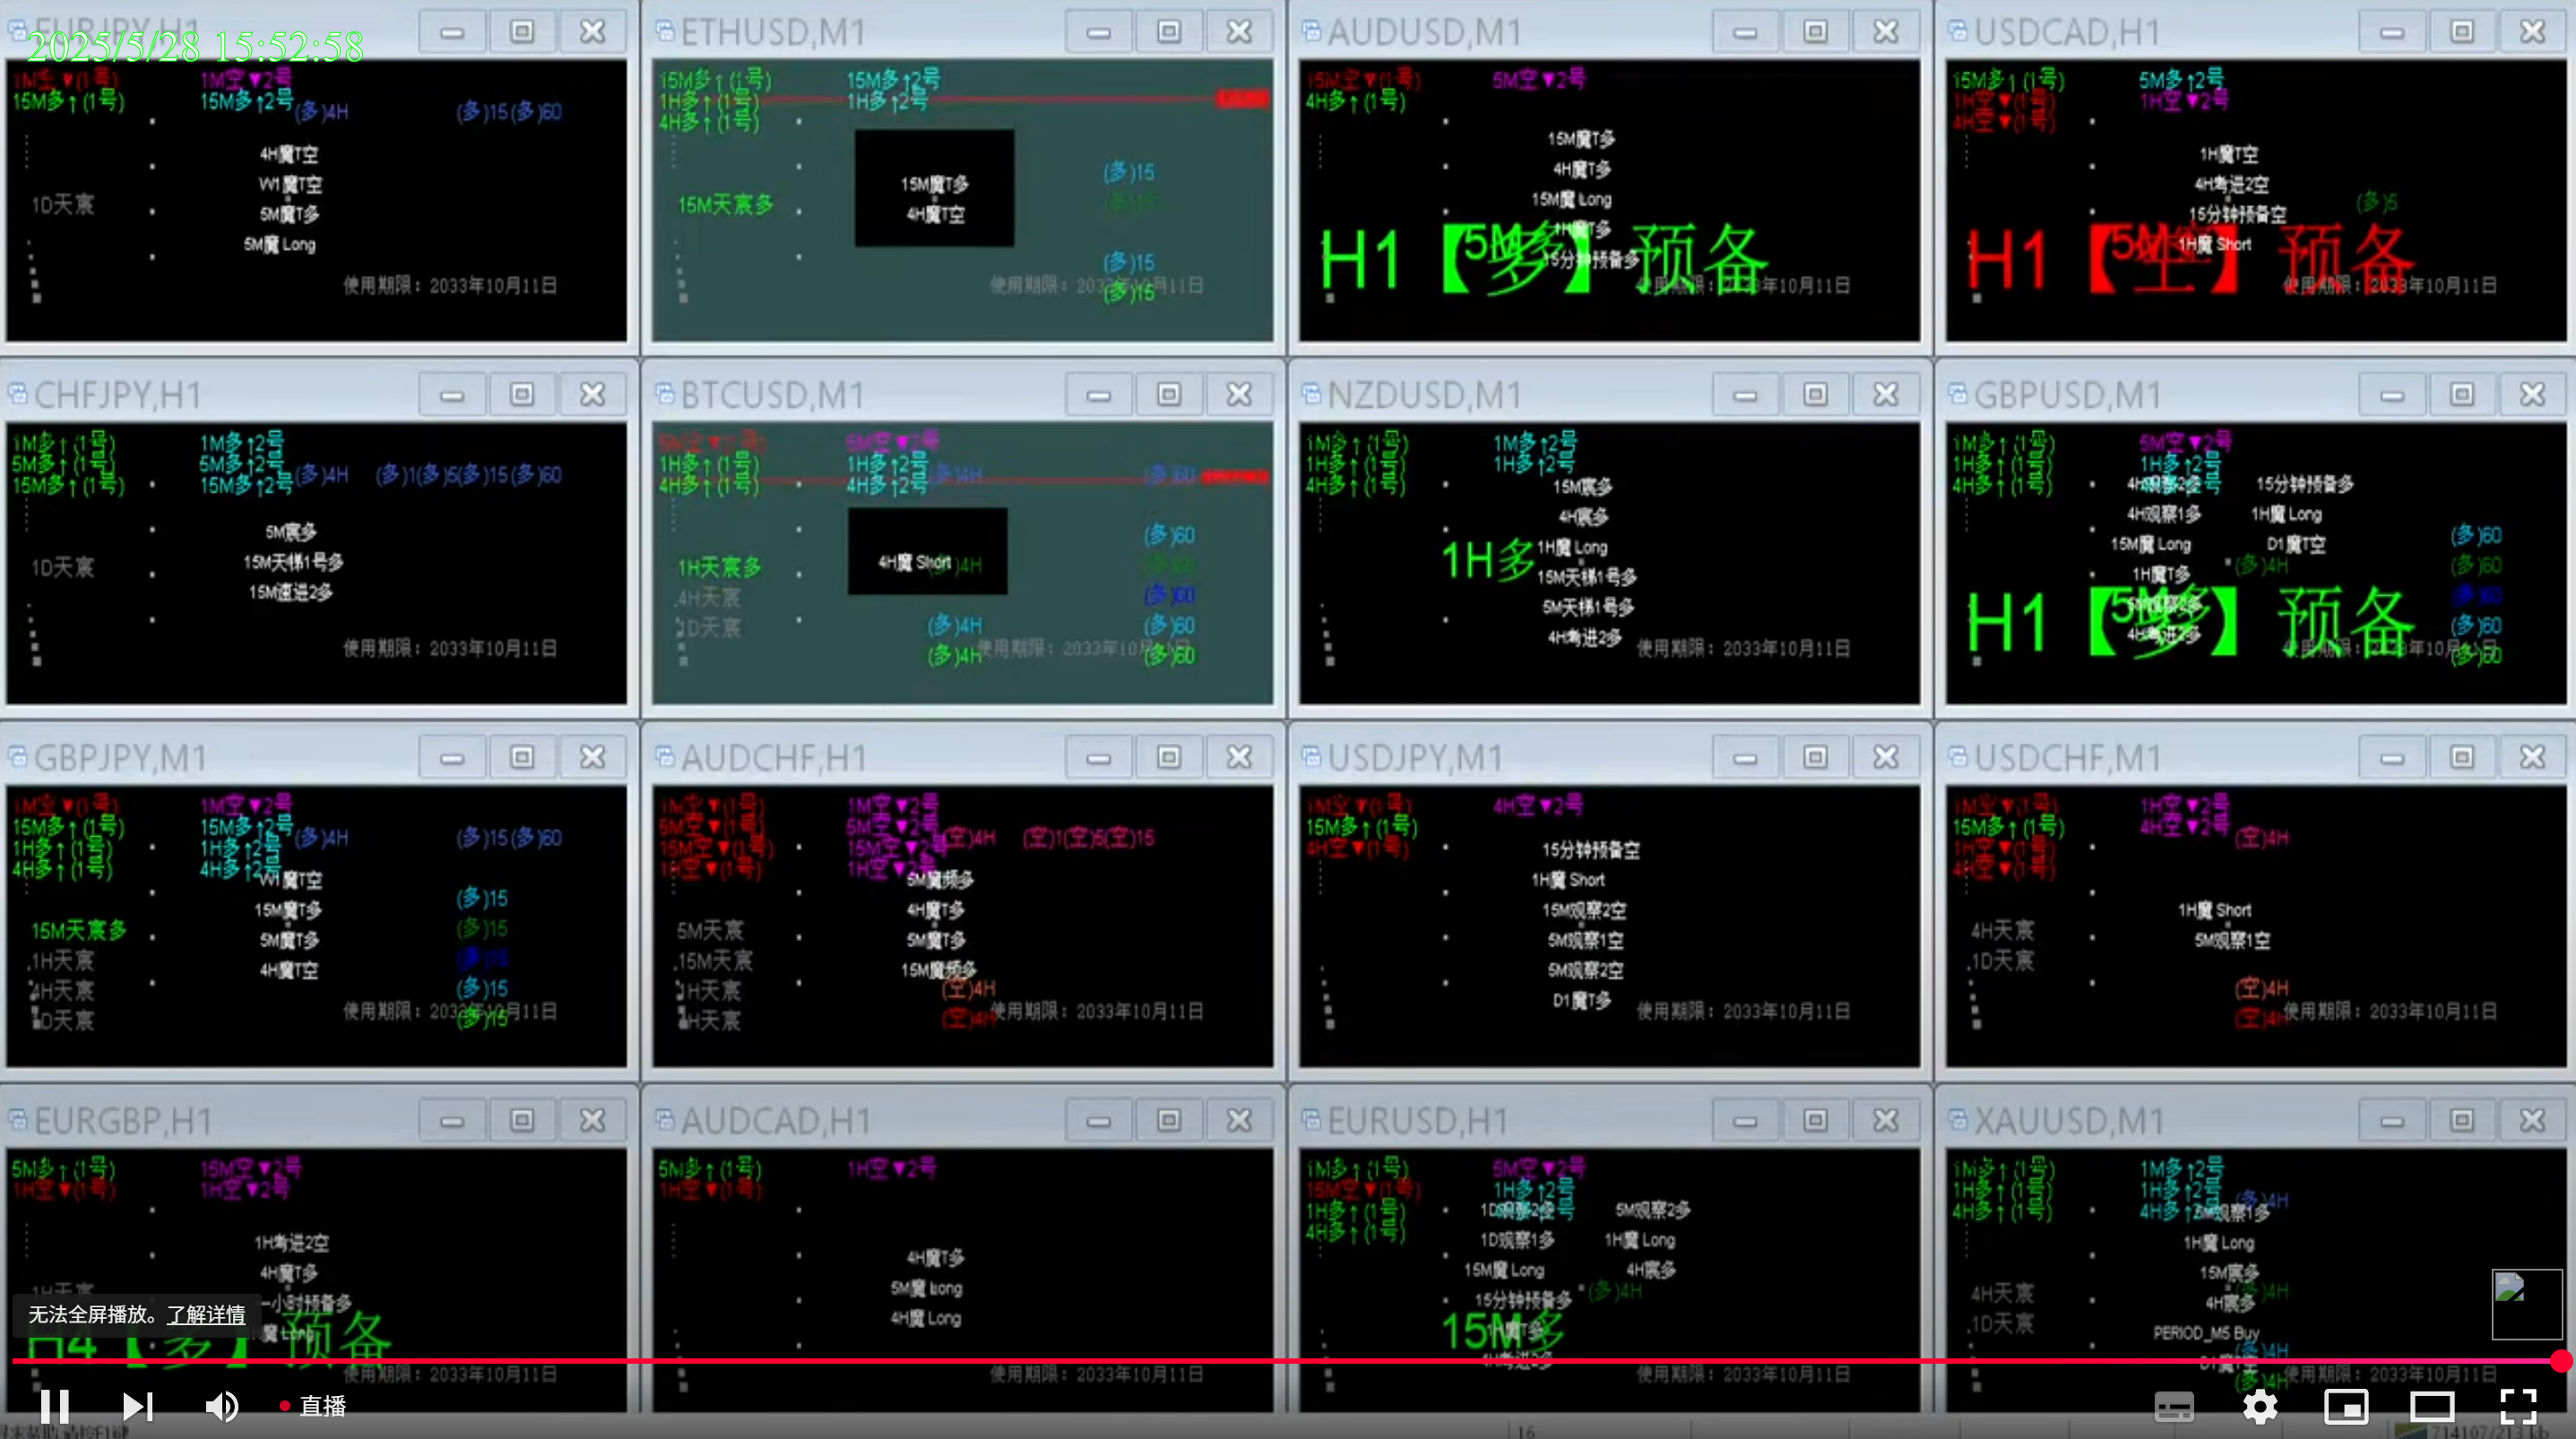 EURJPY,H1
2025/5/28 15:52:58
1M空▼(1号) 1M空▼2号
15M多↑(1号) 15M多↑2号 (多)4H (多)15(多)60
4H魔T空
W1魔T空
1D天宸
5M魔T多
5M魔 Long
使用期限：2033年10月11日
ETHUSD,M1
15M多↑(1号) 15M多↑2号
1H多↑(1号) 1H多↑2号
4H多↑(1号)
(多)15
15M魔T多
15M天宸多
4H魔T空
(多)15
使用期限：2033年10月11日
(多)15
AUDUSD,M1
15M空▼(1号) 5M空▼2号
4H多↑(1号)
15M魔T多
4H魔T多
15M魔 Long
1H魔T多
H1【5M多】预备
15分钟预备多
使用期限：2033年10月11日
USDCAD,H1
15M多↑(1号) 5M多↑2号
1H空▼(1号) 1H空▼2号
4H空▼(1号)
1H魔T空
4H考进2空
(多)5
15分钟预备空
1H魔 Short
H1【5M空】预备
使用期限：2033年10月11日
CHFJPY,H1
1M多↑(1号) 1M多↑2号
5M多↑(1号) 5M多↑2号
15M多↑(1号) 15M多↑2号 (多)4H (多)1(多)5(多)15(多)60
5M宸多
15M天梯1号多
1D天宸
15M速进2多
使用期限：2033年10月11日
BTCUSD,M1
5M空▼(1号) 5M空▼2号
1H多↑(1号) 1H多↑2号 (多)4H (多)60
4H多↑(1号) 4H多↑2号
(多)60
4H魔 Short (多)4H
1H天宸多
4H天宸 (多)60
1D天宸 (多)4H (多)60
使用期限：2033年10月11日
(多)4H (多)60
NZDUSD,M1
1M多↑(1号) 1M多↑2号
1H多↑(1号) 1H多↑2号
4H多↑(1号)
15M宸多
4H宸多
1H多
1H魔 Long
15M天梯1号多
5M天梯1号多
4H考进2多
使用期限：2033年10月11日
GBPUSD,M1
1M多↑(1号) 5M空▼2号
1H多↑(1号) 1H多↑2号
4H多↑(1号) 15分钟预备多
4H观察1多 1H魔 Long
15M魔 Long D1魔T空 (多)60
1H魔T多 (多)4H (多)60
(多)60
H1【5M多】预备
4H考进2多 (多)60
使用期限：2033年10月11日
(多)60
GBPJPY,M1
1M空▼(1号) 1M空▼2号
15M多↑(1号) 15M多↑2号 (多)4H (多)15(多)60
1H多↑(1号) 1H多↑2号
4H多↑(1号) 4H多↑2号
W1魔T空
15M魔T多 (多)15
15M天宸多 (多)15
5M魔T多
1H天宸 4H魔T空 (多)15
4H天宸 (多)15
1D天宸 (多)15
使用期限：2033年10月11日
AUDCHF,H1
1M空▼(1号) 1M空▼2号
5M空▼(1号) 5M空▼2号 (空)4H (空)1(空)5(空)15
15M空▼(1号) 15M空▼2号
1H空▼(1号) 1H空▼2号
5M魔频多
4H魔T多
5M天宸 5M魔T多
15M天宸 15M魔频多
1H天宸 (空)4H
4H天宸 (空)4H
使用期限：2033年10月11日
USDJPY,M1
1M空▼(1号) 4H空▼2号
15M多↑(1号)
4H空▼(1号) 15分钟预备空
1H魔 Short
15M观察2空
5M观察1空
5M观察2空
D1魔T多
使用期限：2033年10月11日
USDCHF,M1
1M空▼(1号) 1H空▼2号
15M多↑(1号) 4H空▼2号 (空)4H
1H空▼(1号)
4H空▼(1号)
1H魔 Short
4H天宸 5M观察1空
1D天宸
(空)4H
(空)4H
使用期限：2033年10月11日
EURGBP,H1
5M多↑(1号) 15M空▼2号
1H空▼(1号) 1H空▼2号
1H考进2空
4H魔T多
1H天宸
一小时预备多
H4【多】预备
使用期限：2033年10月11日
AUDCAD,H1
5M多↑(1号) 1H空▼2号
1H空▼(1号)
4H魔T多
5M魔 Long
4H魔 Long
使用期限：2033年10月11日
EURUSD,H1
1M多↑(1号) 5M空▼2号
15M空▼(1号) 1H多↑2号
1H多↑(1号) 5M观察2多
4H多↑(1号) 1D观察1多 1H魔 Long
15M魔 Long 4H宸多
15分钟预备多 (多)4H
15M多
1H魔T多
1H考进2多
使用期限：2033年10月11日
XAUUSD,M1
1M多↑(1号) 1M多↑2号
1H多↑(1号) 1H多↑2号 (多)4H
4H多↑(1号) 4H多↑2号
5M观察1多
1H魔 Long
15M宸多
4H天宸 (多)4H
4H宸多
1D天宸
PERIOD_M5 Buy
(多)4H
(多)4H
使用期限：2033年10月11日
无法全屏播放。了解详情
直播
16
714107/213 kb